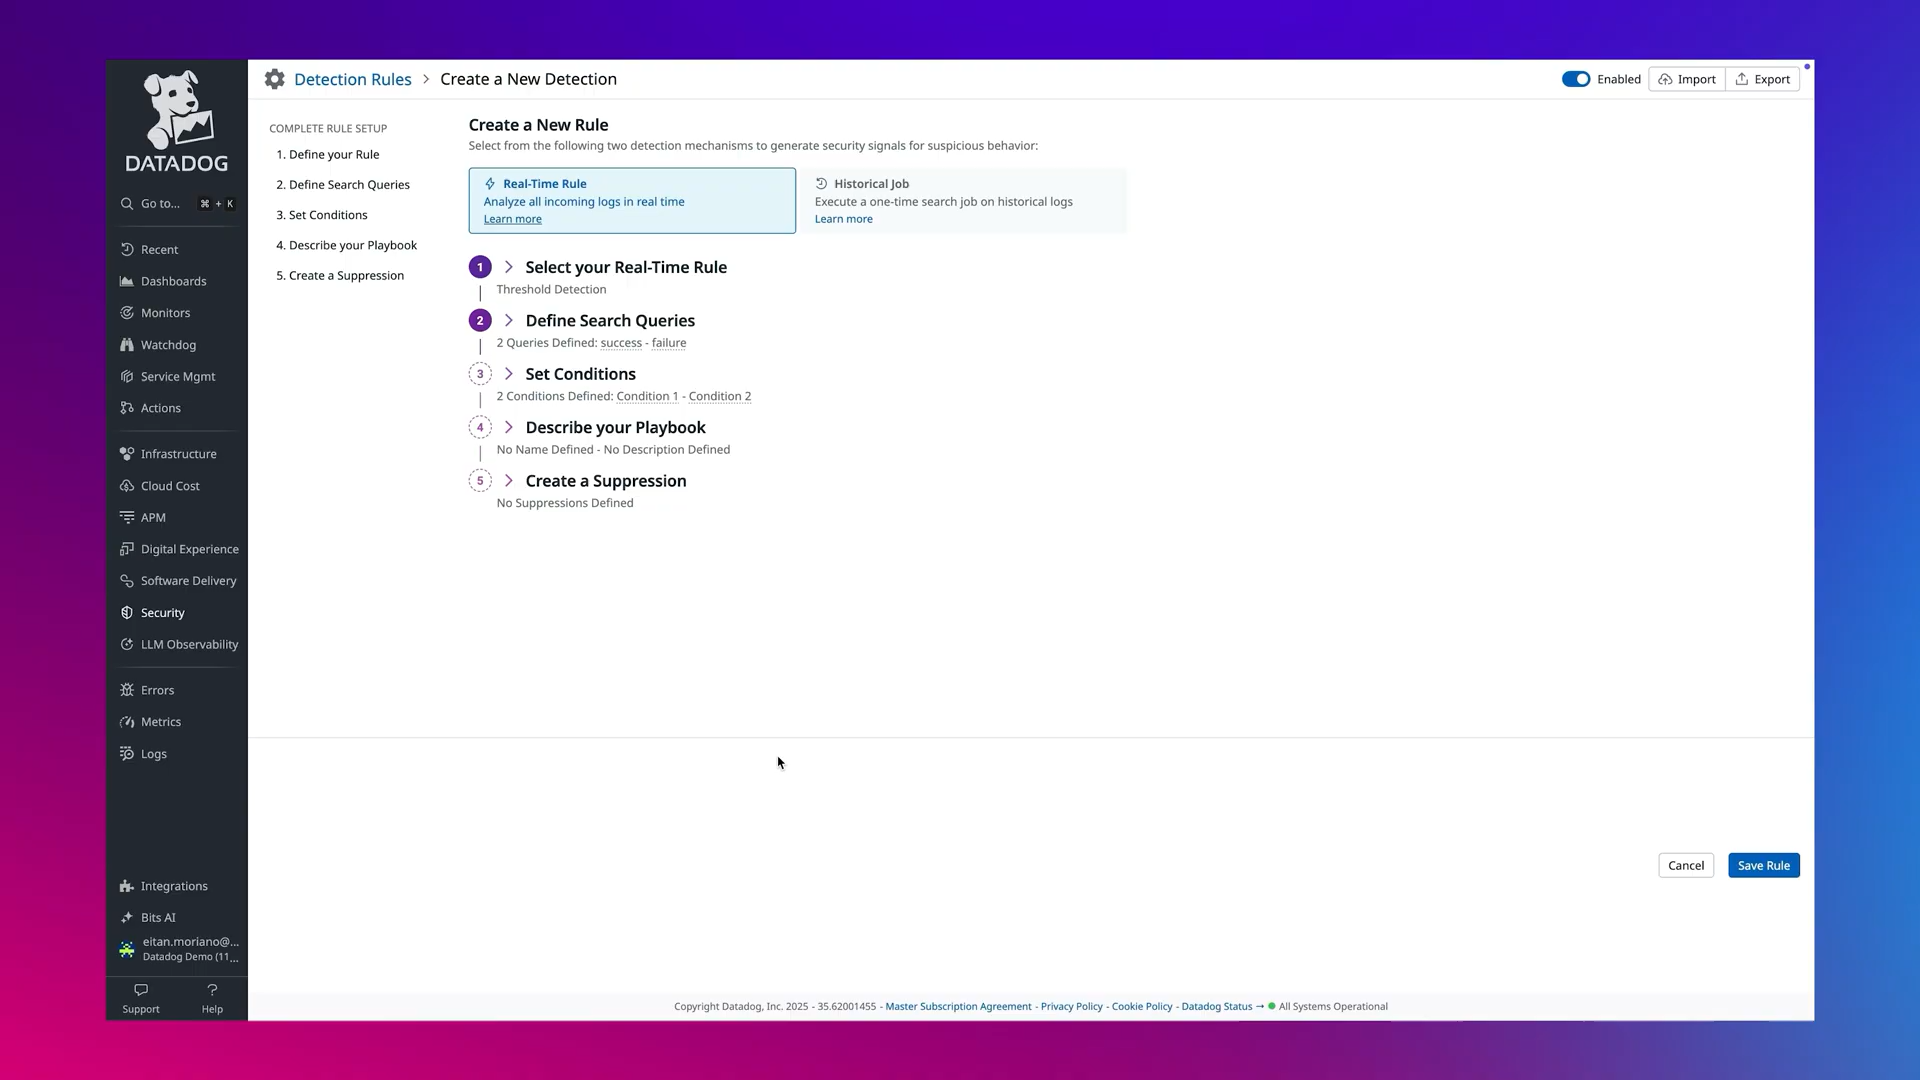 DATADOG
Go to... ⌘ + K
Recent
Dashboards
Monitors
Watchdog
Service Mgmt
Actions
Infrastructure
Cloud Cost
APM
Digital Experience
Software Delivery
Security
LLM Observability
Errors
Metrics
Logs
Integrations
Bits AI
eitan.moriano@...
Datadog Demo (11...
Support
Help
Detection Rules > Create a New Detection
Enabled
Import
Export
COMPLETE RULE SETUP
1. Define your Rule
2. Define Search Queries
3. Set Conditions
4. Describe your Playbook
5. Create a Suppression
Create a New Rule
Select from the following two detection mechanisms to generate security signals for suspicious behavior:
Real-Time Rule
Analyze all incoming logs in real time
Learn more
Historical Job
Execute a one-time search job on historical logs
Learn more
1 Select your Real-Time Rule
Threshold Detection
2 Define Search Queries
2 Queries Defined: success - failure
3 Set Conditions
2 Conditions Defined: Condition 1 - Condition 2
4 Describe your Playbook
No Name Defined - No Description Defined
5 Create a Suppression
No Suppressions Defined
Cancel
Save Rule
Copyright Datadog, Inc. 2025 - 35.62001455 - Master Subscription Agreement - Privacy Policy - Cookie Policy - Datadog Status → All Systems Operational